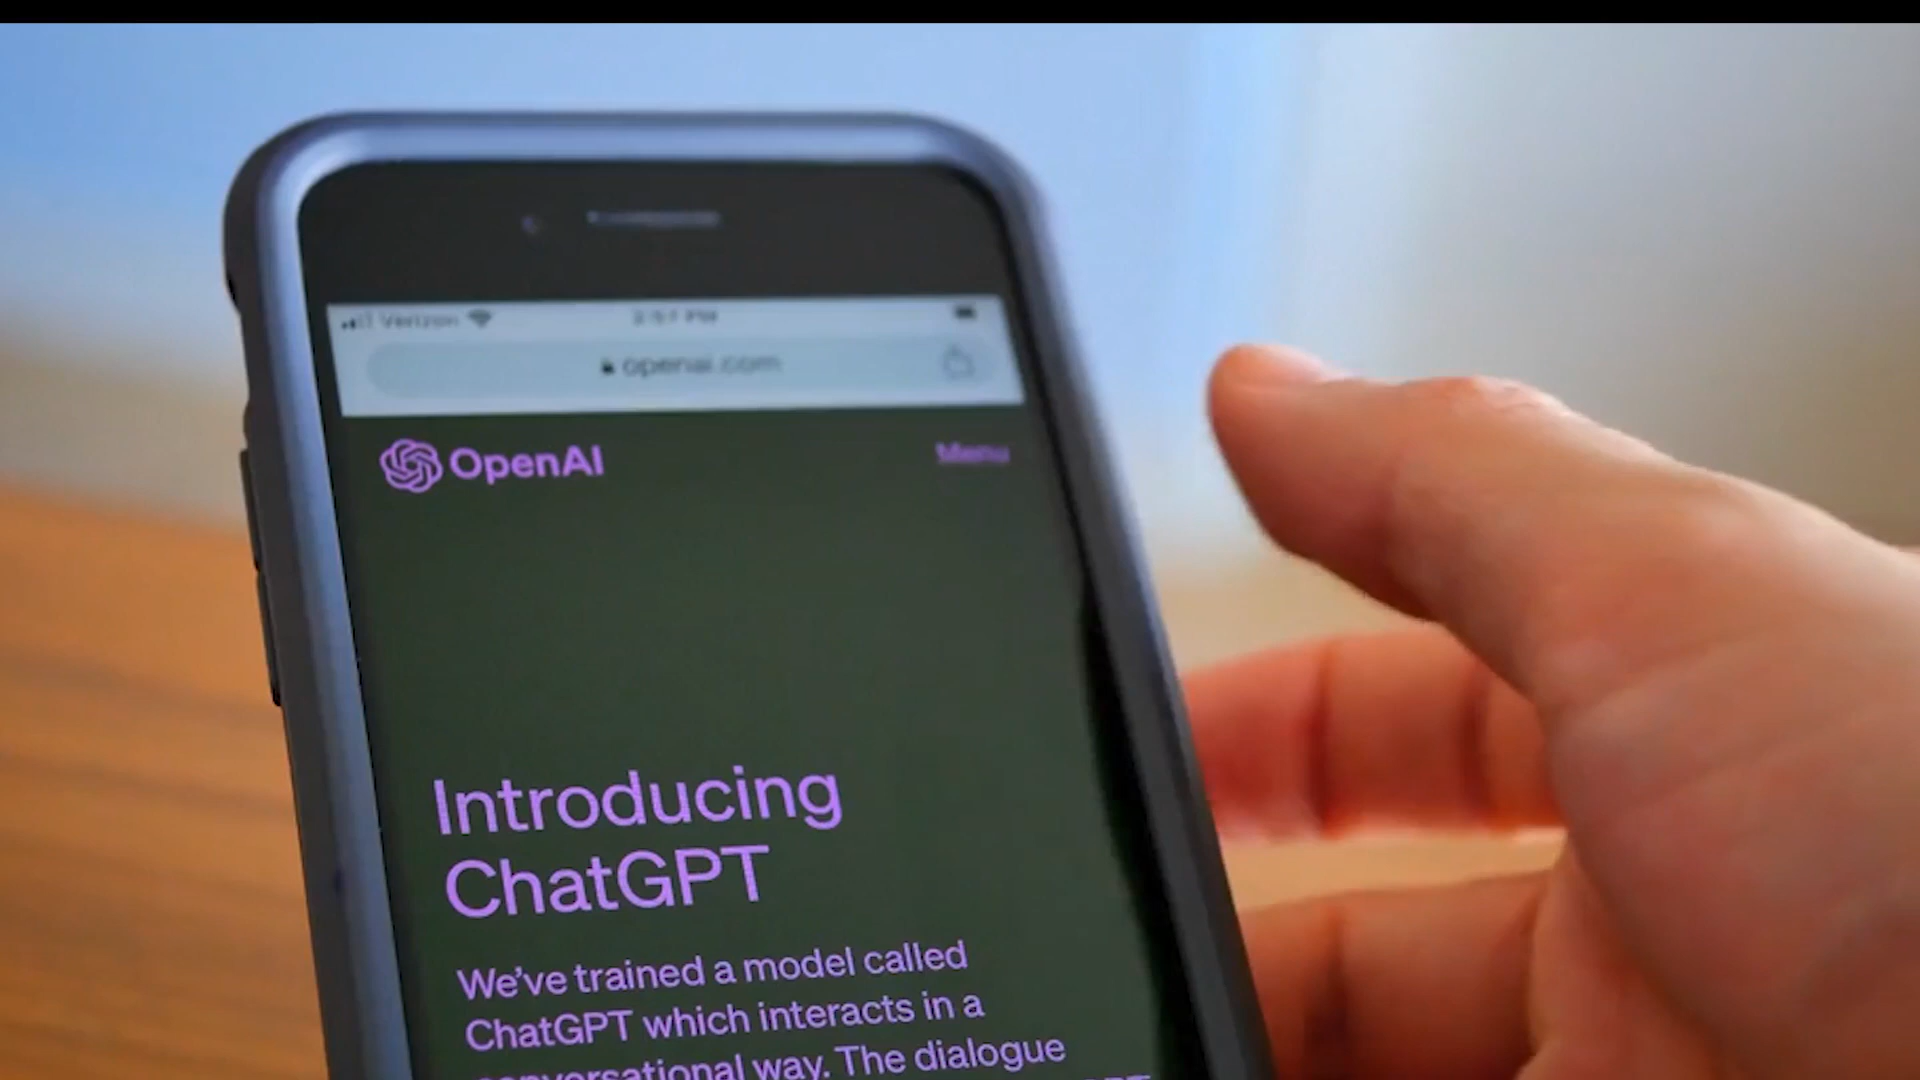 Verizon
openai.com
OpenAI
Menu
Introducing
ChatGPT
We've trained a model called
ChatGPT which interacts in a
conversational way. The dialogue